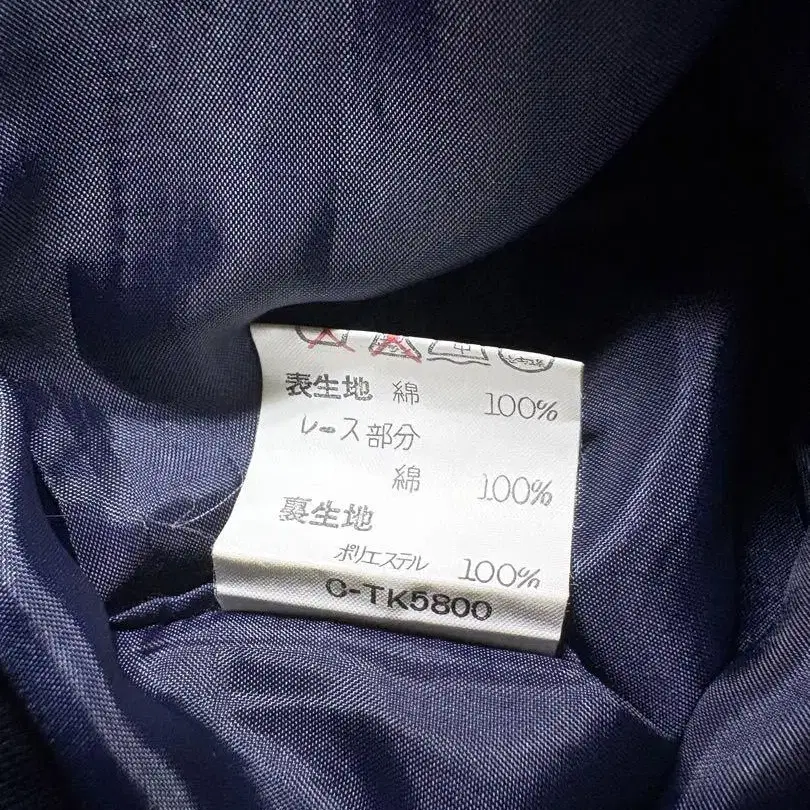 中
表生地 綿 100%
レース部分
綿 100%
裏生地
ポリエステル 100%
C-TK5800